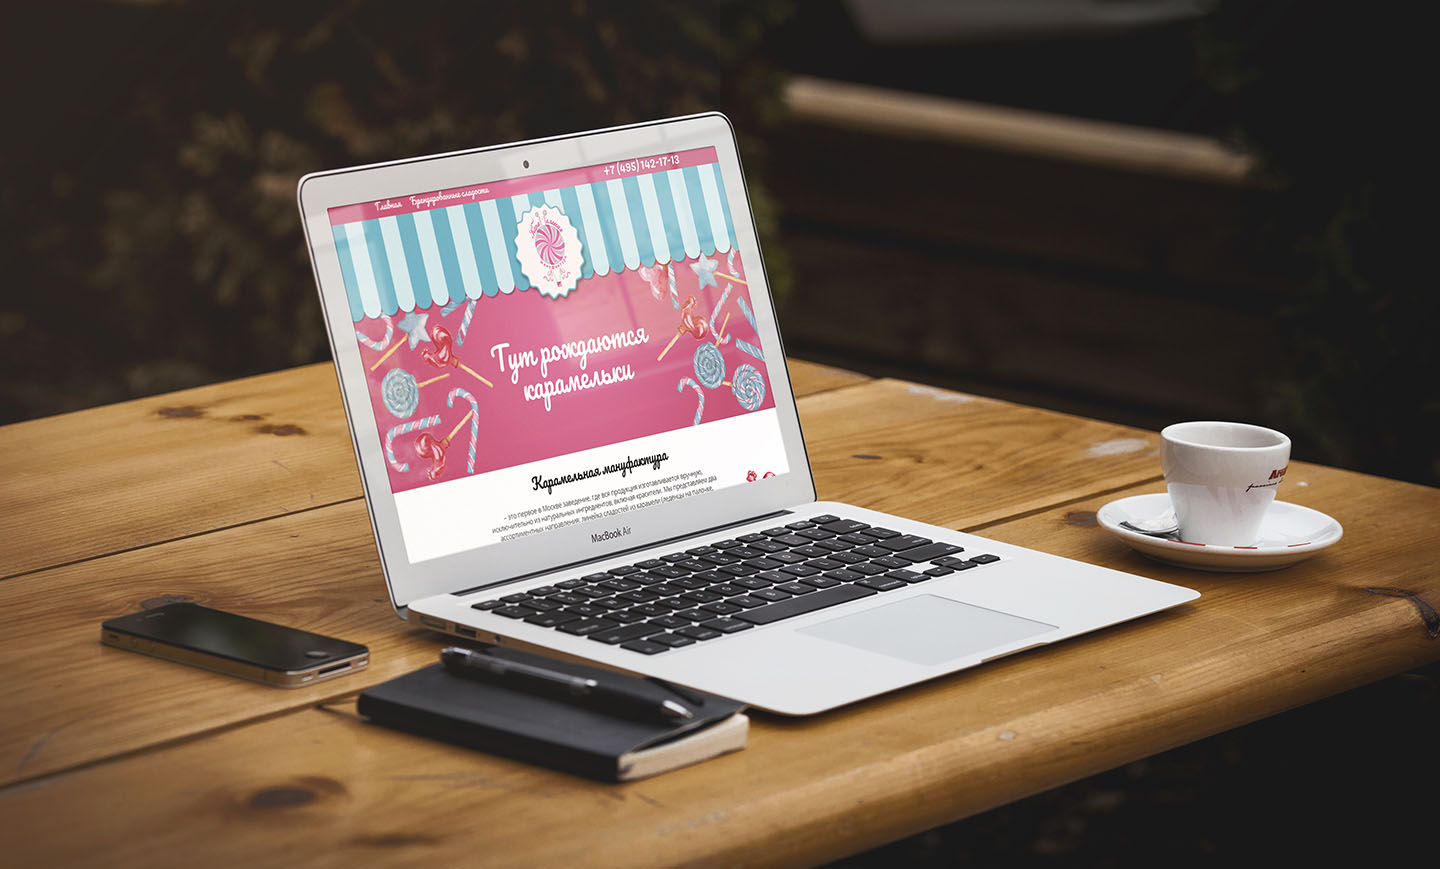 +7 (495) 142-17-13
Главная Брендированные сладости
Тут рождаются
карамельки
Карамельная мануфактура
– это первое в Москве заведение, где вся продукция изготавливается вручную,
исключительно из натуральных ингредиентов, включая красители. Мы представляем два
ассортиментных направления: линейка сладостей из карамели (леденцы на палочке,
MacBook Air